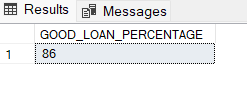 Results Messages
GOOD_LOAN_PERCENTAGE
1 86